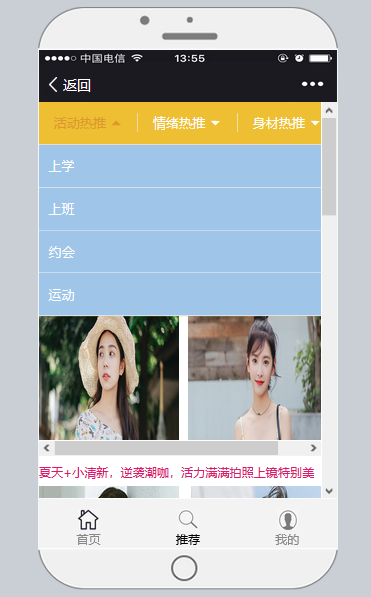 中国电信 13:55
返回
活动热推 情绪热推 身材热推
上学
上班
约会
运动
夏天+小清新，逆袭潮咖，活力满满拍照上镜特别美
首页 推荐 我的